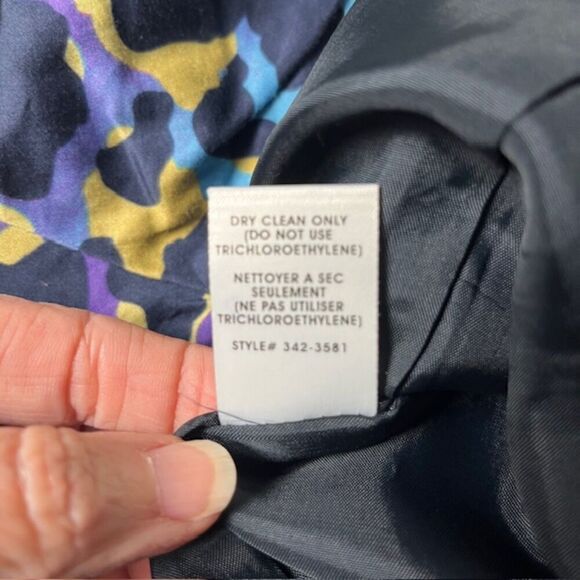 DRY CLEAN ONLY
(DO NOT USE
TRICHLOROETHYLENE)
NETTOYER A SEC
SEULEMENT
(NE PAS UTILISER
TRICHLOROETHYLENE)
STYLE# 342-3581